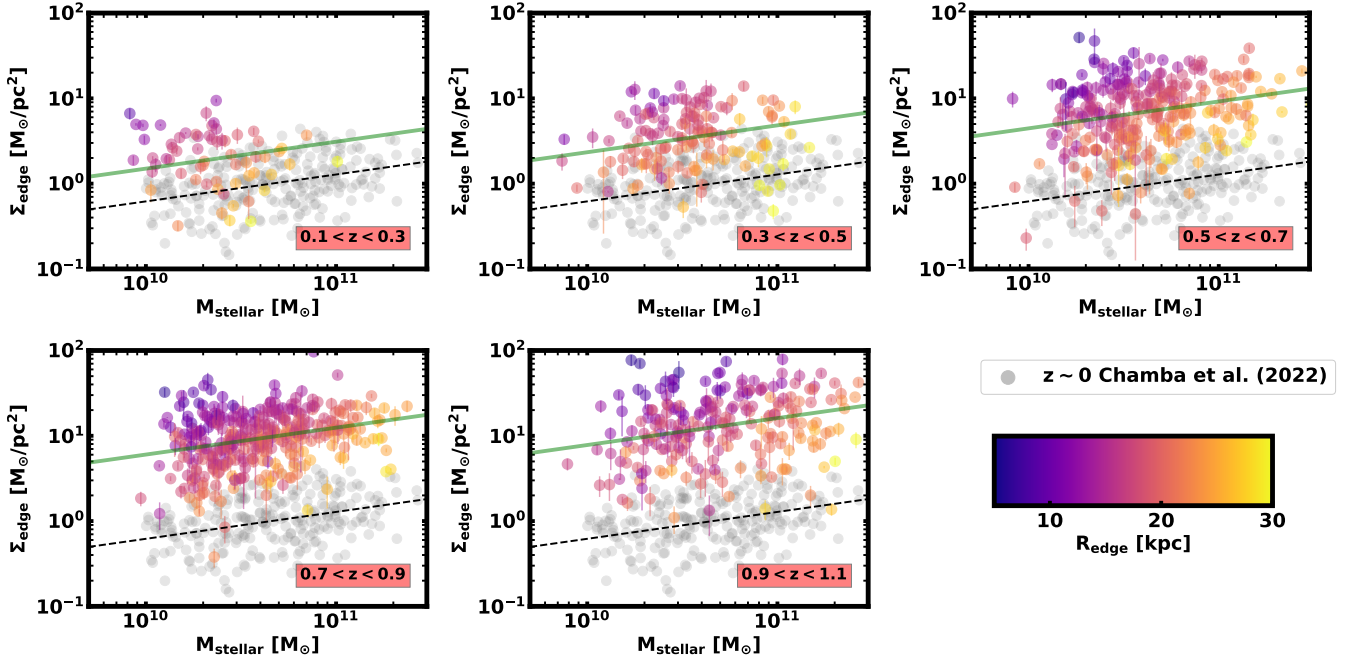 10²
10¹
10⁰
10⁻¹
Σedge [M⊙/pc²]
0.1 < z < 0.3
10¹⁰
10¹¹
Mstellar [M⊙]
10²
10¹
10⁰
10⁻¹
Σedge [M⊙/pc²]
0.3 < z < 0.5
10¹⁰
10¹¹
Mstellar [M⊙]
10²
10¹
10⁰
10⁻¹
Σedge [M⊙/pc²]
0.5 < z < 0.7
10¹⁰
10¹¹
Mstellar [M⊙]
10²
10¹
10⁰
10⁻¹
Σedge [M⊙/pc²]
0.7 < z < 0.9
10¹⁰
10¹¹
Mstellar [M⊙]
10²
10¹
10⁰
10⁻¹
Σedge [M⊙/pc²]
0.9 < z < 1.1
10¹⁰
10¹¹
Mstellar [M⊙]
z ~ 0 Chamba et al. (2022)
10 20 30
Redge [kpc]